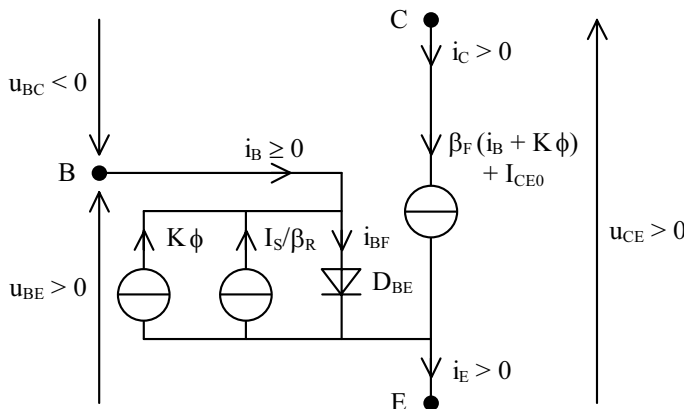 C
i_C > 0
u_BC < 0
i_B ≥ 0
β_F (i_B + K ϕ)
+ I_CE0
B
K ϕ
I_S/β_R
i_BF
u_CE > 0
u_BE > 0
D_BE
i_E > 0
E